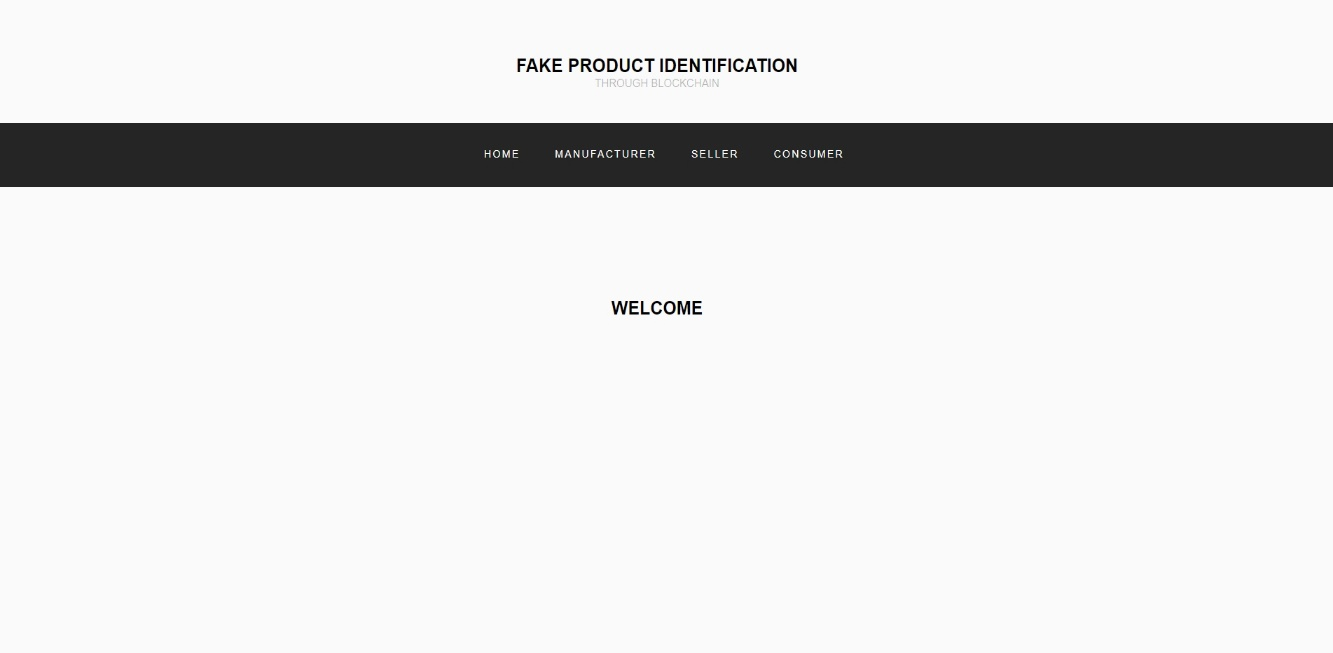 FAKE PRODUCT IDENTIFICATION
THROUGH BLOCKCHAIN
HOME MANUFACTURER SELLER CONSUMER
WELCOME